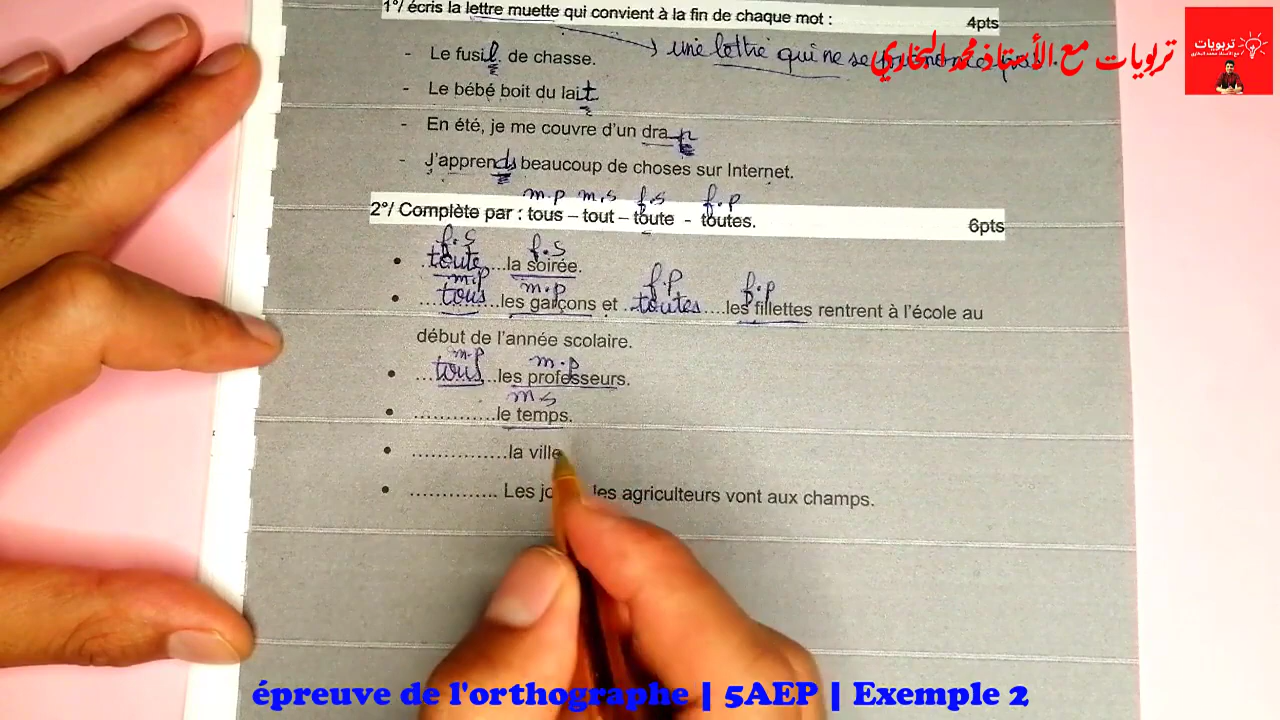 1°/ écris la lettre muette qui convient à la fin de chaque mot : 4pts
une lettre qui ne se
تربويات مع الأستاذ محمد البخاري
تربويات
- Le fusil de chasse.
- Le bébé boit du lait
- En été, je me couvre d'un drap
- J'apprends beaucoup de choses sur Internet.
m.p m.s f.s f.p
2°/ Complète par : tous – tout – toute - toutes. 6pts
f.s f.s
• toute la soirée.
m.p m.p f.p f.p
• tous les garçons et toutes les fillettes rentrent à l'école au
début de l'année scolaire.
m.p m.p
• tous les professeurs.
m s
• .............le temps.
• ...............la ville
• .............. Les jo les agriculteurs vont aux champs.
épreuve de l'orthographe | 5AEP | Exemple 2